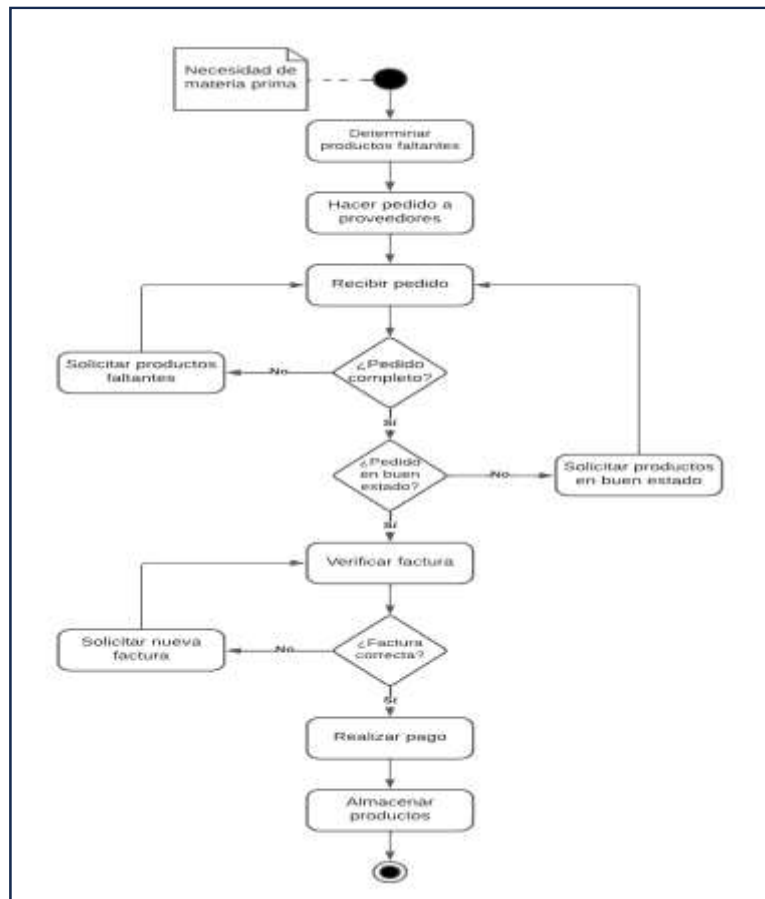 Necesidad de
materia prima
Determinar
productos faltantes
Hacer pedido a
proveedores
Recibir pedido
Solicitar productos
faltantes
No
¿Pedido
completo?
Sí
¿Pedido
en buen
estado?
No
Solicitar productos
en buen estado
Sí
Verificar factura
Solicitar nueva
factura
No
¿Factura
correcta?
Sí
Realizar pago
Almacenar
productos